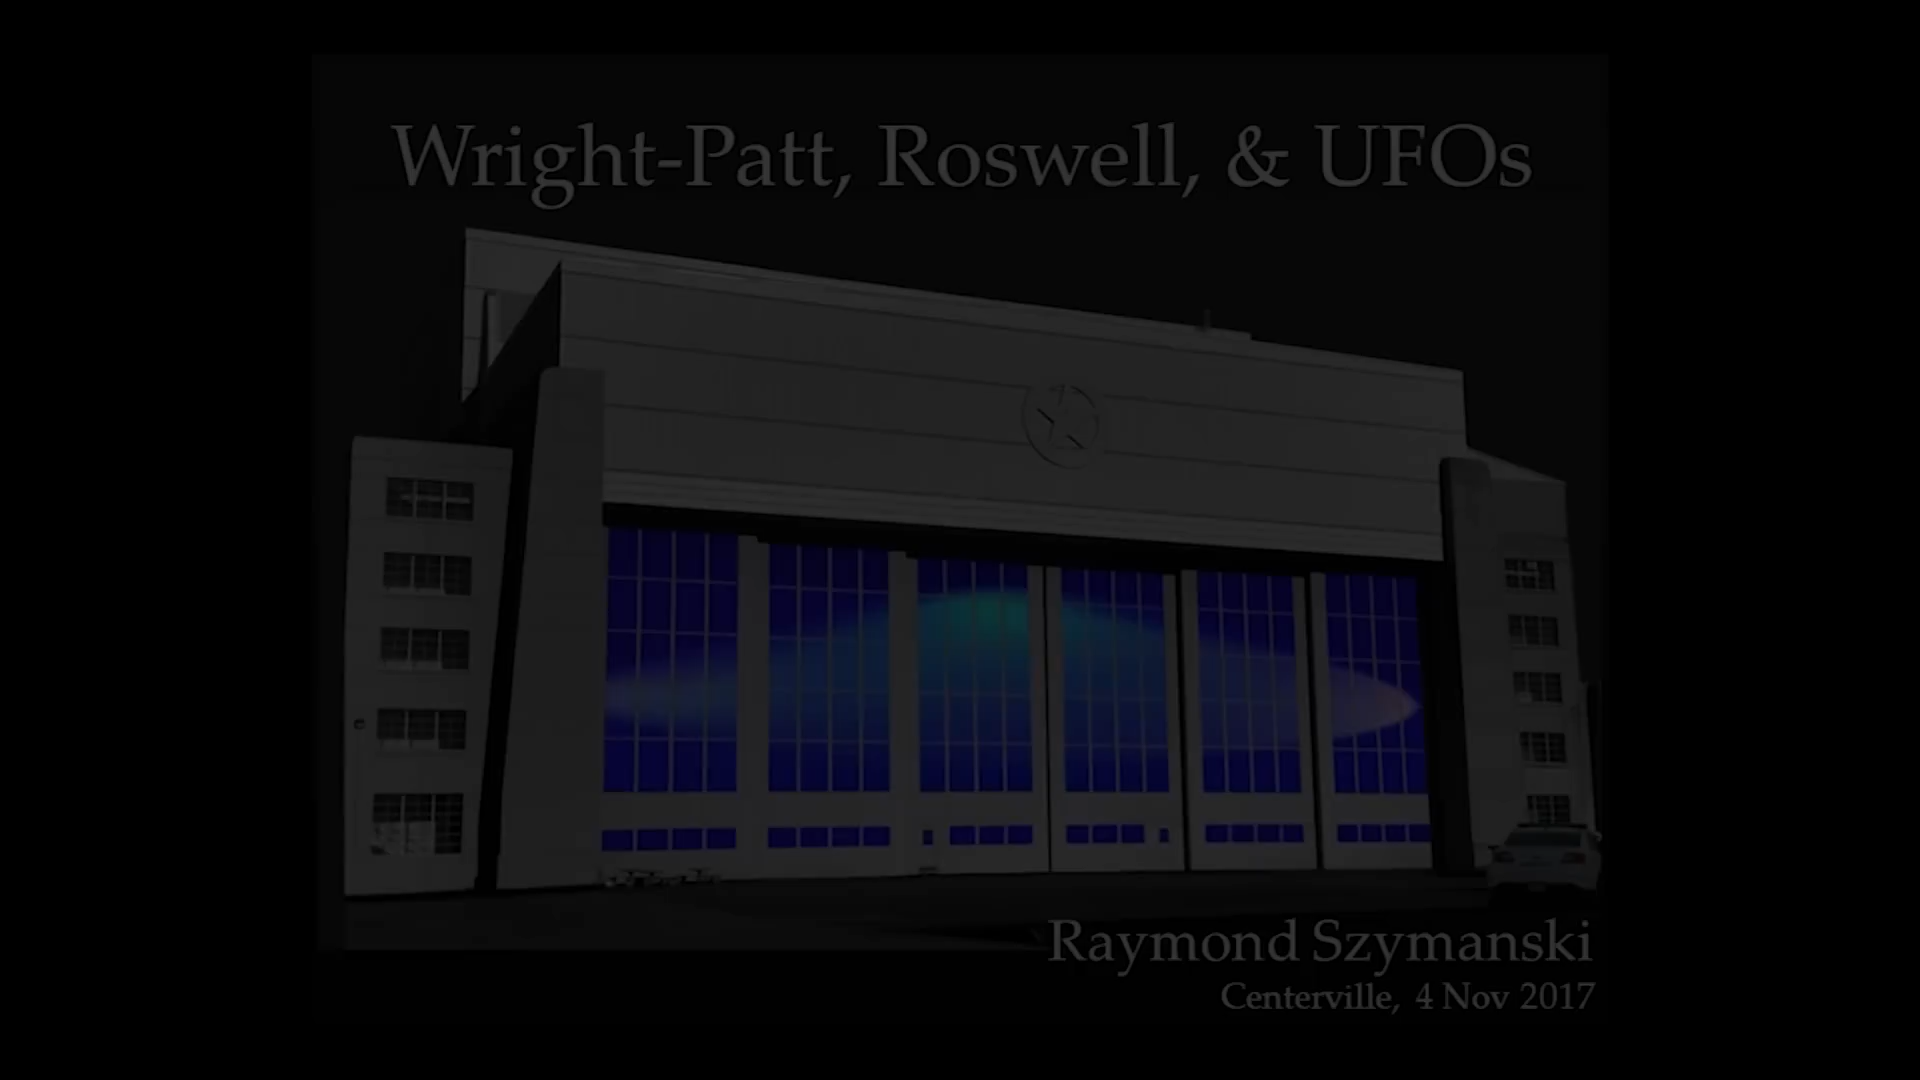 Wright-Patt, Roswell, & UFOs
Raymond Szymanski
Centerville, 4 Nov 2017